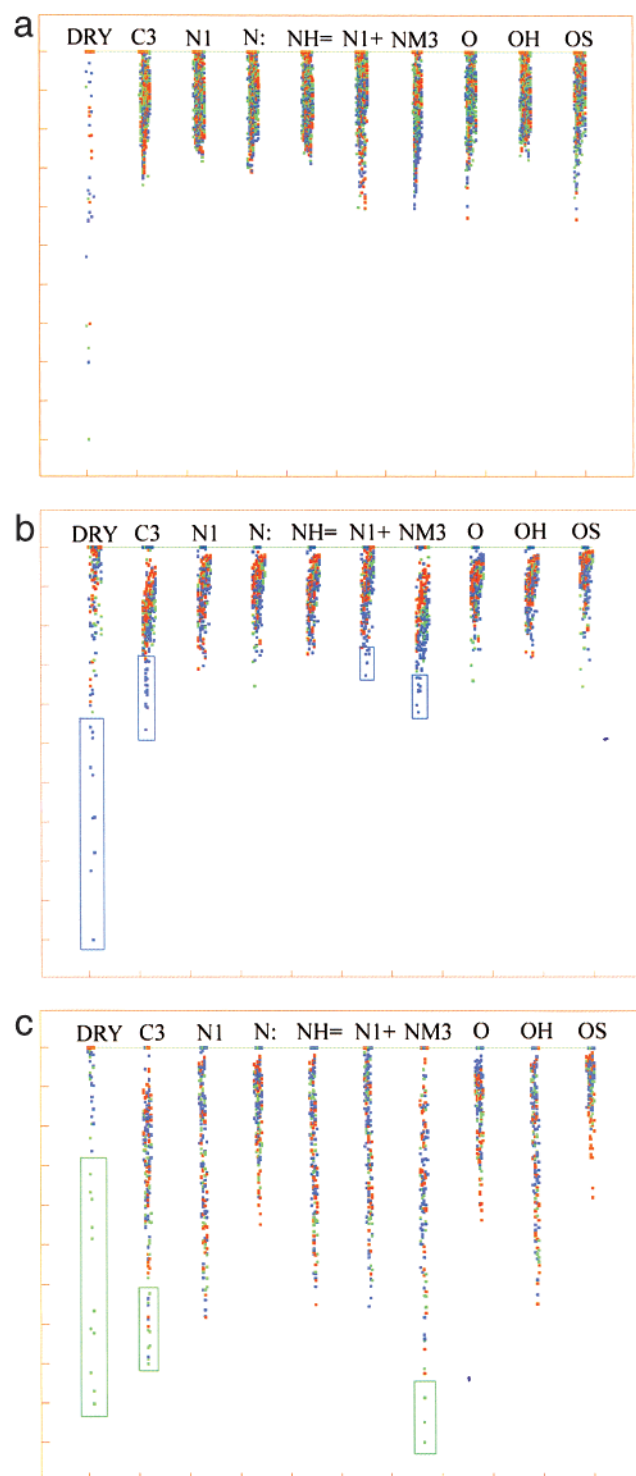 a
DRY C3 N1 N: NH= N1+ NM3 O OH OS
b
DRY C3 N1 N: NH= N1+ NM3 O OH OS
c
DRY C3 N1 N: NH= N1+ NM3 O OH OS